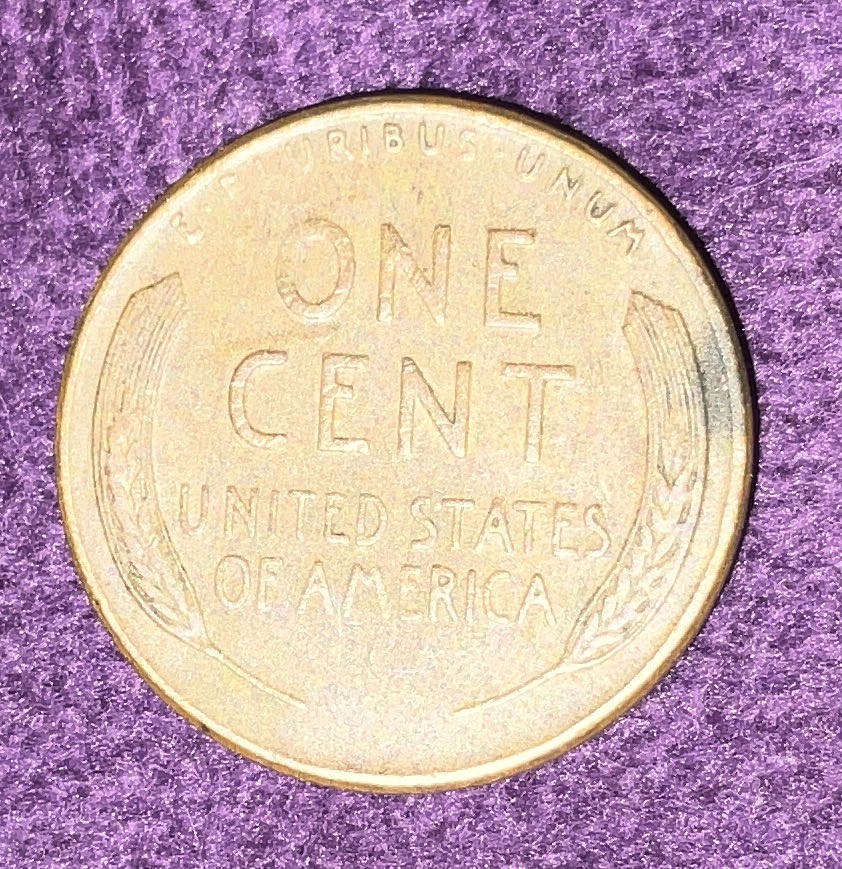 E·PLURIBUS·UNUM
ONE
CENT
UNITED STATES
OF AMERICA